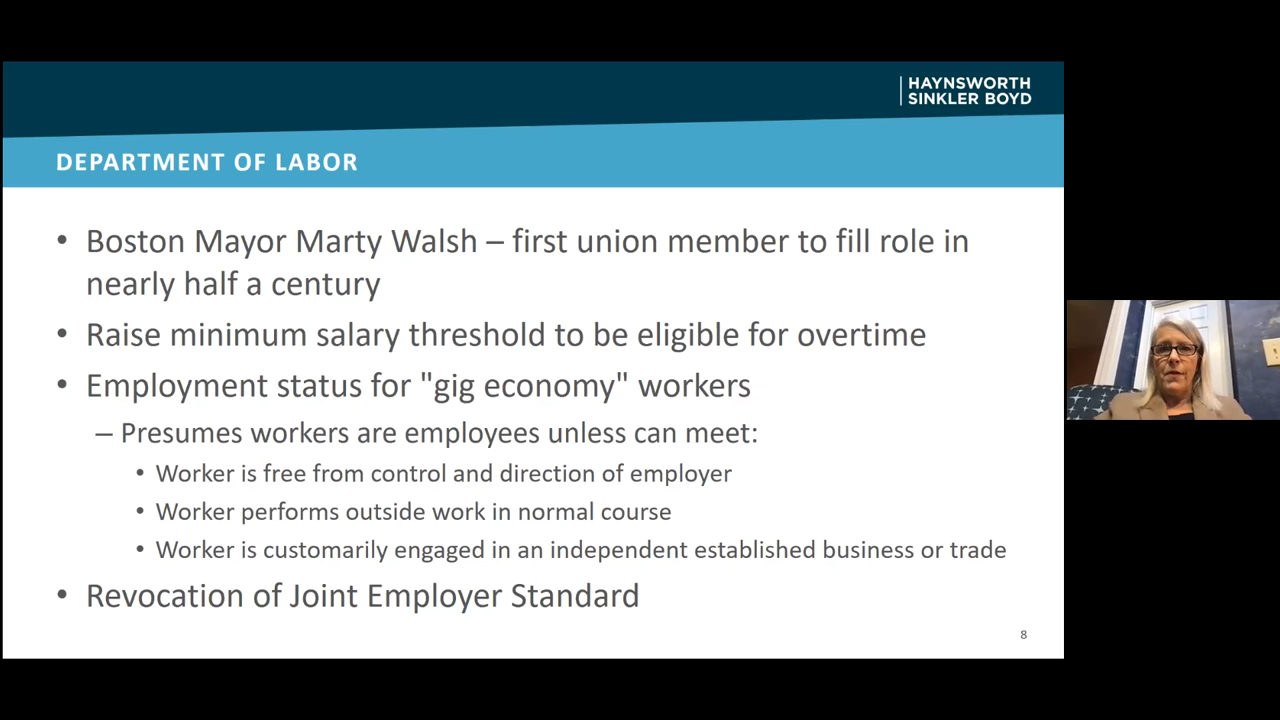 HAYNSWORTH
SINKLER BOYD
DEPARTMENT OF LABOR
• Boston Mayor Marty Walsh – first union member to fill role in
nearly half a century
• Raise minimum salary threshold to be eligible for overtime
• Employment status for "gig economy" workers
– Presumes workers are employees unless can meet:
• Worker is free from control and direction of employer
• Worker performs outside work in normal course
• Worker is customarily engaged in an independent established business or trade
• Revocation of Joint Employer Standard
8